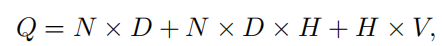 Q = N × D + N × D × H + H × V,